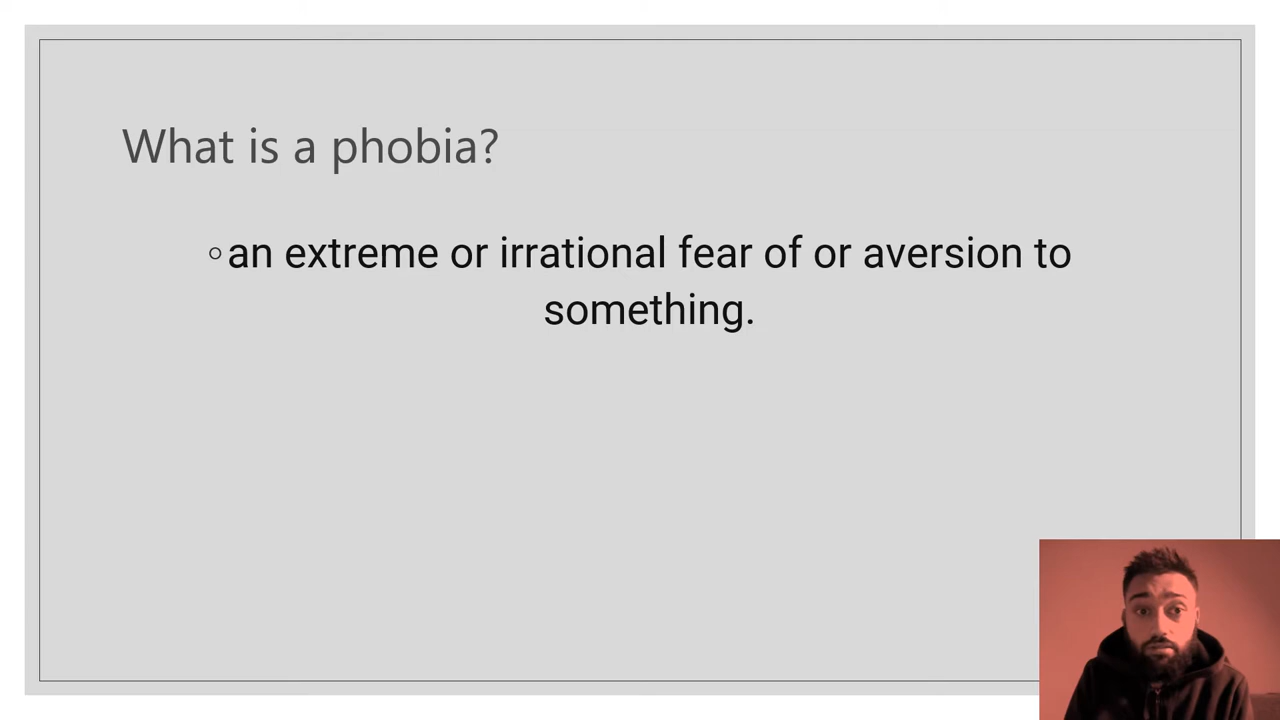 What is a phobia?
◦an extreme or irrational fear of or aversion to
something.